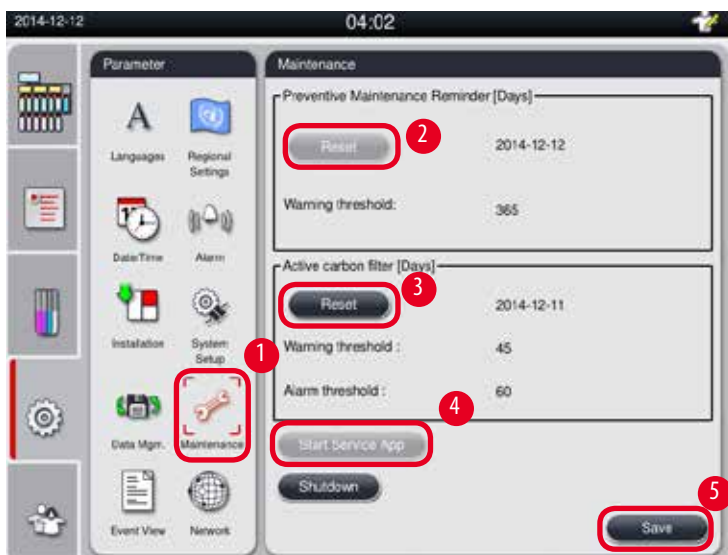 2014-12-12
04:02
Parameter
Languages
Regional
Settings
Date/Time
Alarm
Installation
System
Setup
1
Data Mgm.
Maintenance
Event View
Network
Maintenance
Preventive Maintenance Reminder [Days]
Reset
2
2014-12-12
Warning threshold:
365
Active carbon filter [Days]
Reset
3
2014-12-11
Warning threshold :
45
Alarm threshold :
60
4
Start Service App
Shutdown
5
Save